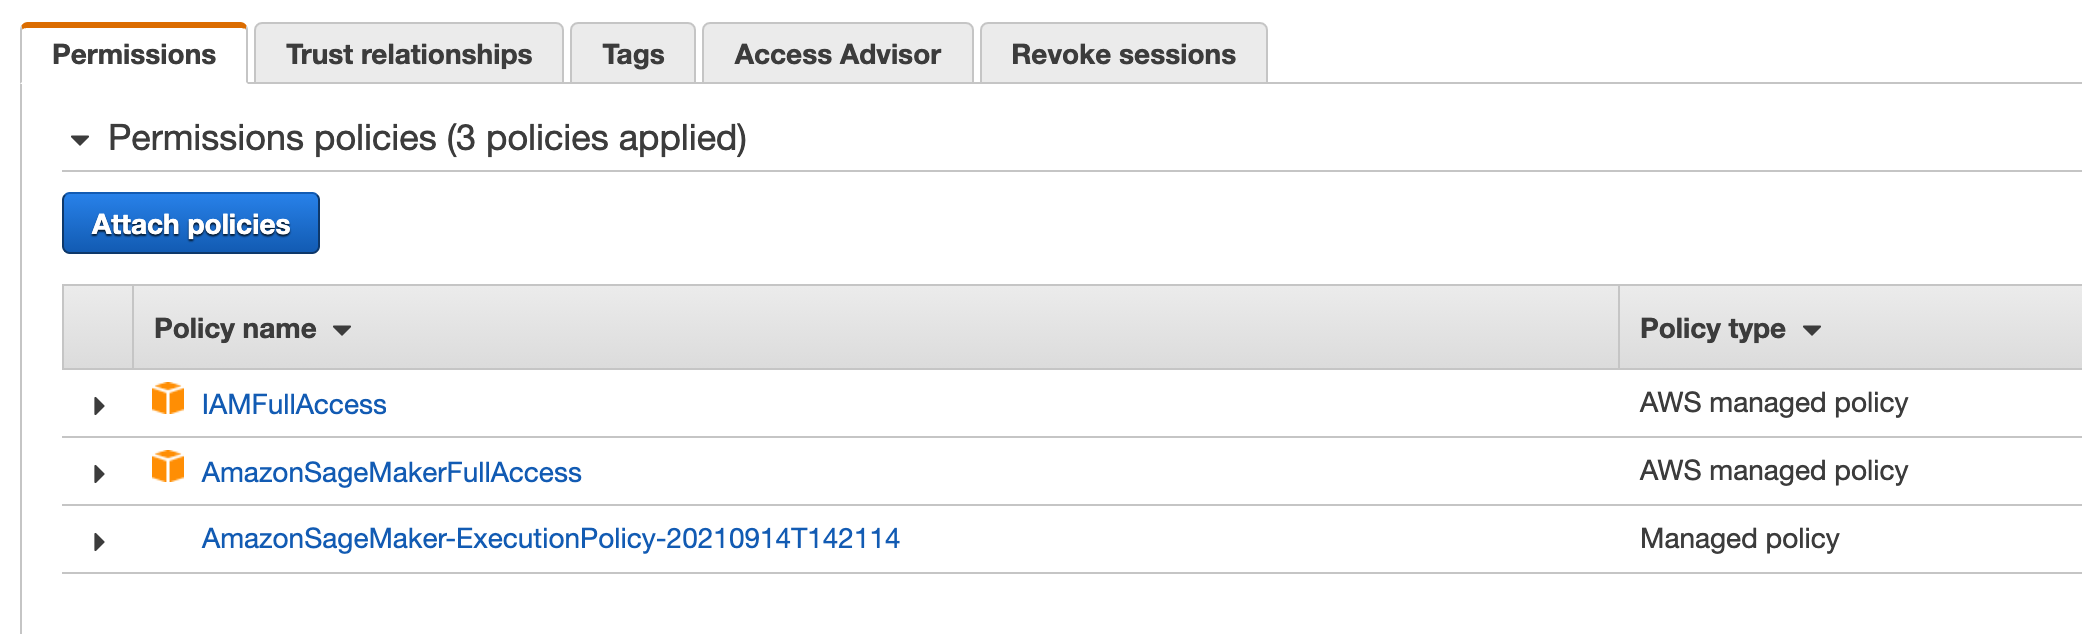 Permissions Trust relationships Tags Access Advisor Revoke sessions
Permissions policies (3 policies applied)
Attach policies
Policy name Policy type
IAMFullAccess AWS managed policy
AmazonSageMakerFullAccess AWS managed policy
AmazonSageMaker-ExecutionPolicy-20210914T142114 Managed policy